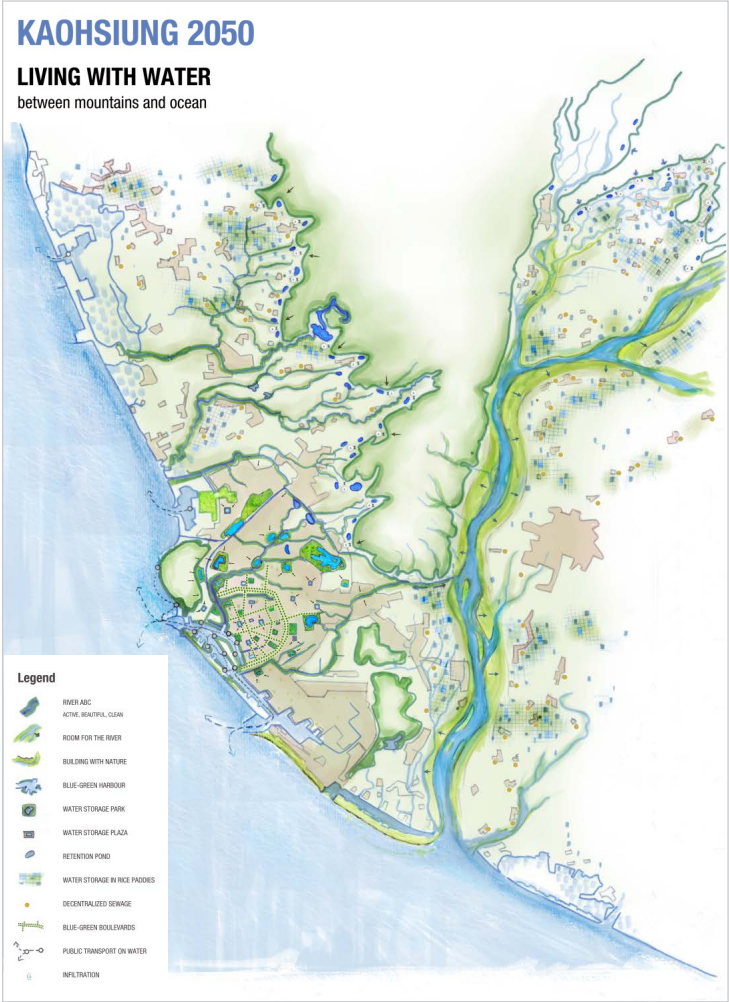 KAOHSIUNG 2050
LIVING WITH WATER
between mountains and ocean
Legend
RIVER ABC
ACTIVE, BEAUTIFUL, CLEAN
ROOM FOR THE RIVER
BUILDING WITH NATURE
BLUE-GREEN HARBOUR
WATER STORAGE PARK
WATER STORAGE PLAZA
RETENTION POND
WATER STORAGE IN RICE PADDIES
DECENTRALIZED SEWAGE
BLUE-GREEN BOULEVARDS
PUBLIC TRANSPORT ON WATER
INFILTRATION